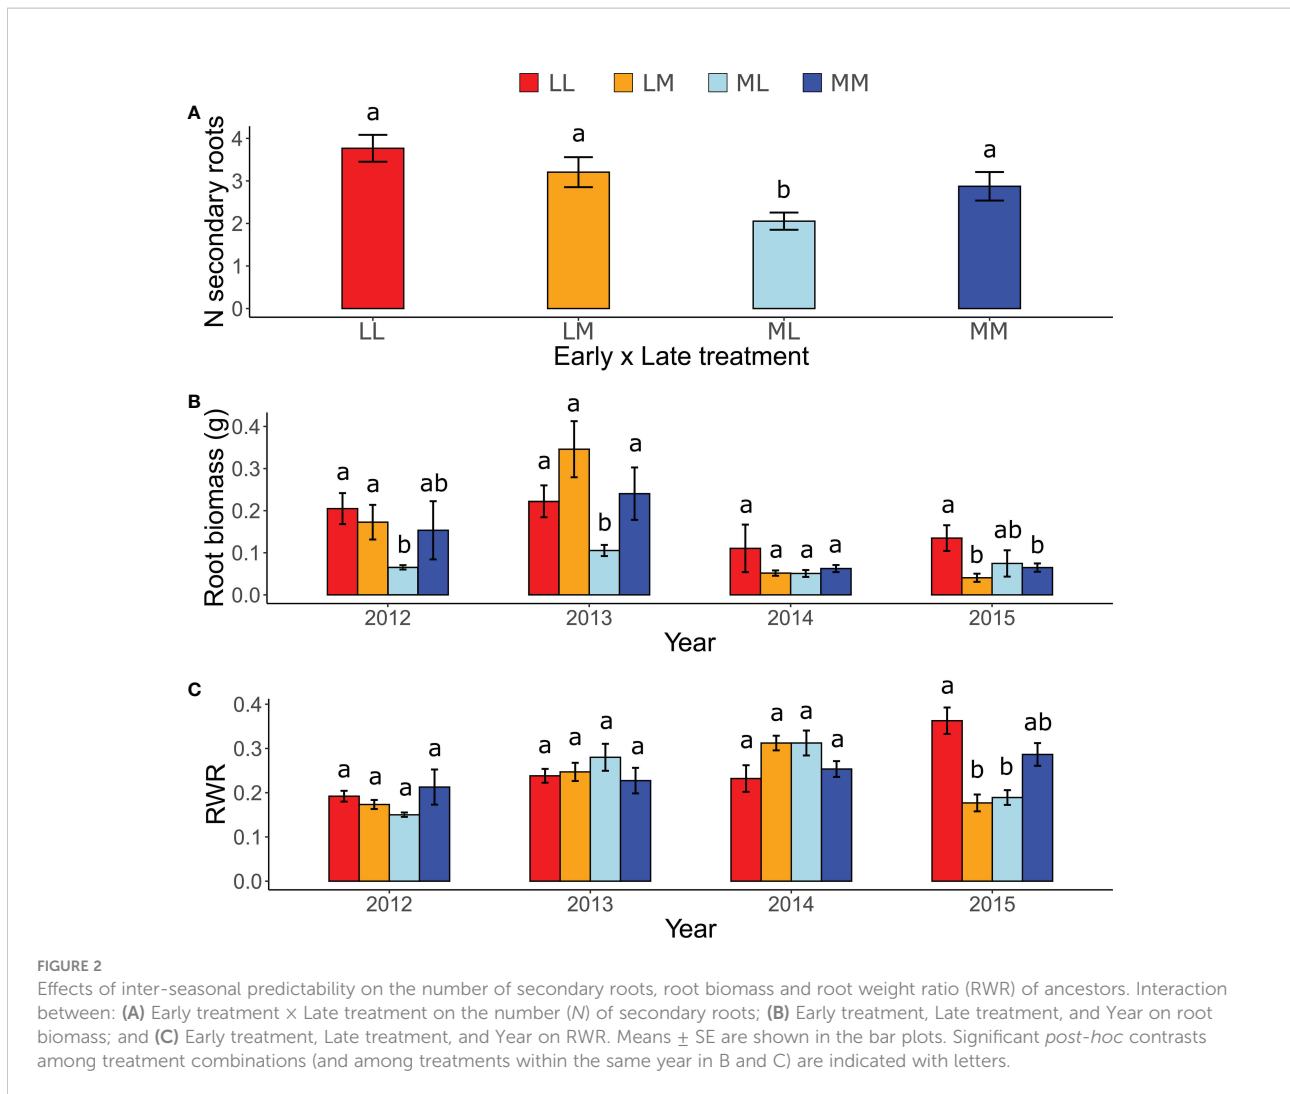 LL LM ML MM
A
N secondary roots
4
3
2
1
0
a a b a
LL LM ML MM
Early x Late treatment
B
Root biomass (g)
0.4
0.3
0.2
0.1
0.0
a a b ab a a b a a a a a a b ab b
2012 2013 2014 2015
Year
C
RWR
0.4
0.3
0.2
0.1
0.0
a a a a a a a a a a a a a b b ab
2012 2013 2014 2015
Year
FIGURE 2
Effects of inter-seasonal predictability on the number of secondary roots, root biomass and root weight ratio (RWR) of ancestors. Interaction
between: (A) Early treatment × Late treatment on the number (N) of secondary roots; (B) Early treatment, Late treatment, and Year on root
biomass; and (C) Early treatment, Late treatment, and Year on RWR. Means ± SE are shown in the bar plots. Significant post-hoc contrasts
among treatment combinations (and among treatments within the same year in B and C) are indicated with letters.